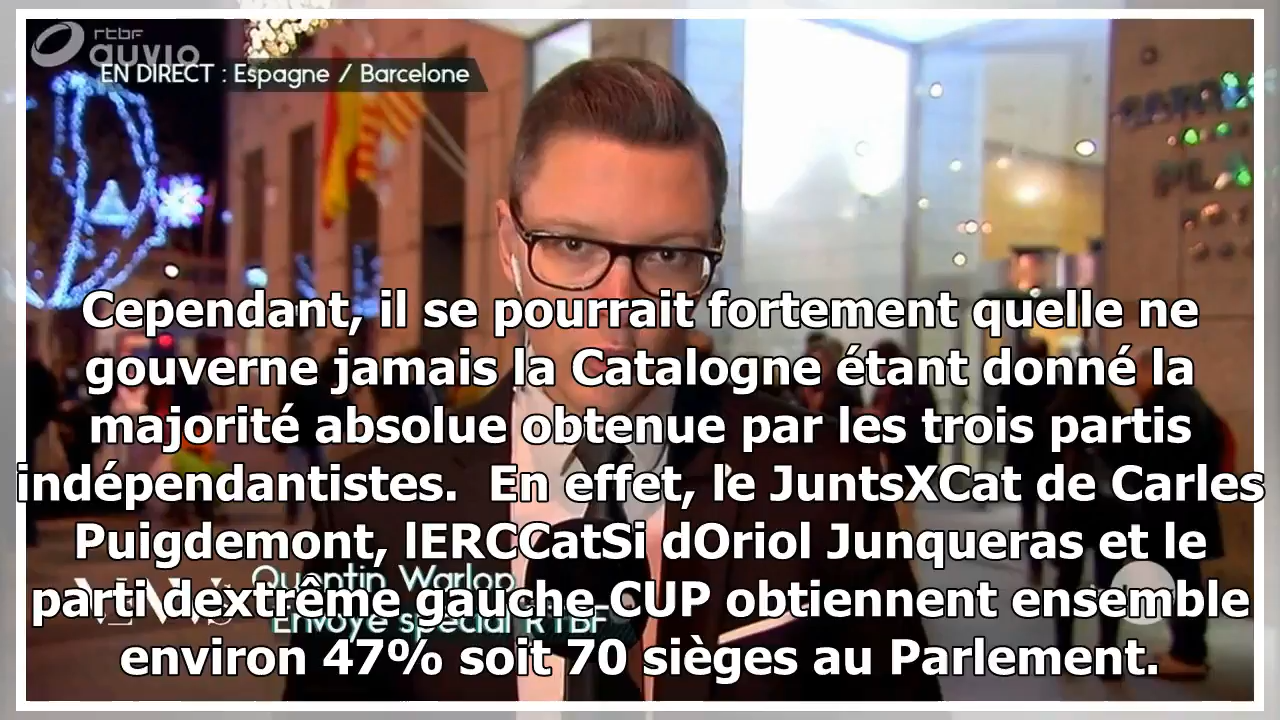 rtbf
auvio
EN DIRECT : Espagne / Barcelone
Cependant, il se pourrait fortement quelle ne
gouverne jamais la Catalogne étant donné la
majorité absolue obtenue par les trois partis
indépendantistes.  En effet, le JuntsXCat de Carles
Puigdemont, lERCCatSi dOriol Junqueras et le
parti dextrême gauche CUP obtiennent ensemble
environ 47% soit 70 sièges au Parlement.
Quentin Warlop
Envoyé spécial RTBF